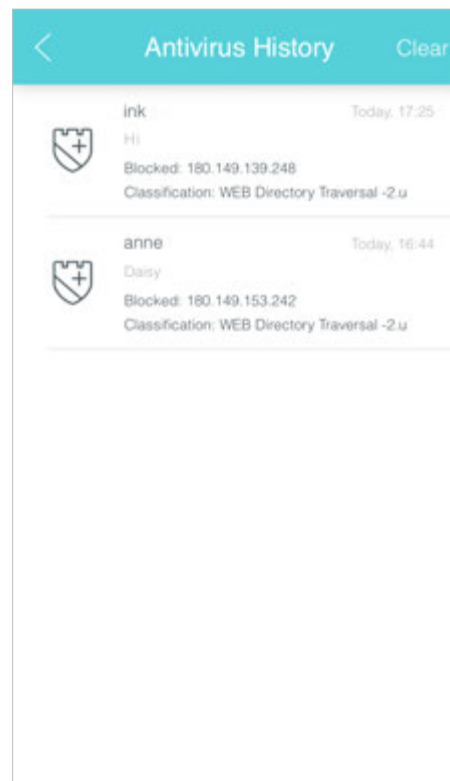 Antivirus History Clear
ink Today, 17:25
Hi
Blocked: 180.149.139.248
Classification: WEB Directory Traversal -2.u
anne Today, 16:44
Daisy
Blocked: 180.149.153.242
Classification: WEB Directory Traversal -2.u